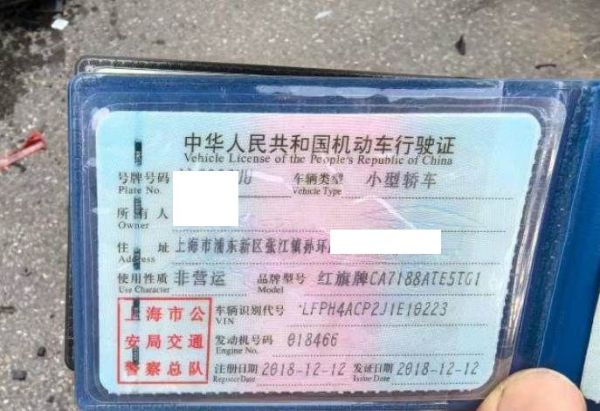 中华人民共和国机动车行驶证
Vehicle License of the People's Republic of China
号牌号码 车辆类型 小型轿车
Plate No. Vehicle Type
所有人
Owner
住 址 上海市浦东新区张江镇孙环
Address
使用性质 非营运 品牌型号 红旗牌CA7188ATE5TG1
Use Character Model
上海市公
安局交通
警察总队
车辆识别代号 LFPH4ACP2J1E10223
VIN
发动机号码 018466
Engine No.
注册日期 2018-12-12 发证日期 2018-12-12
Register Date Issue Date